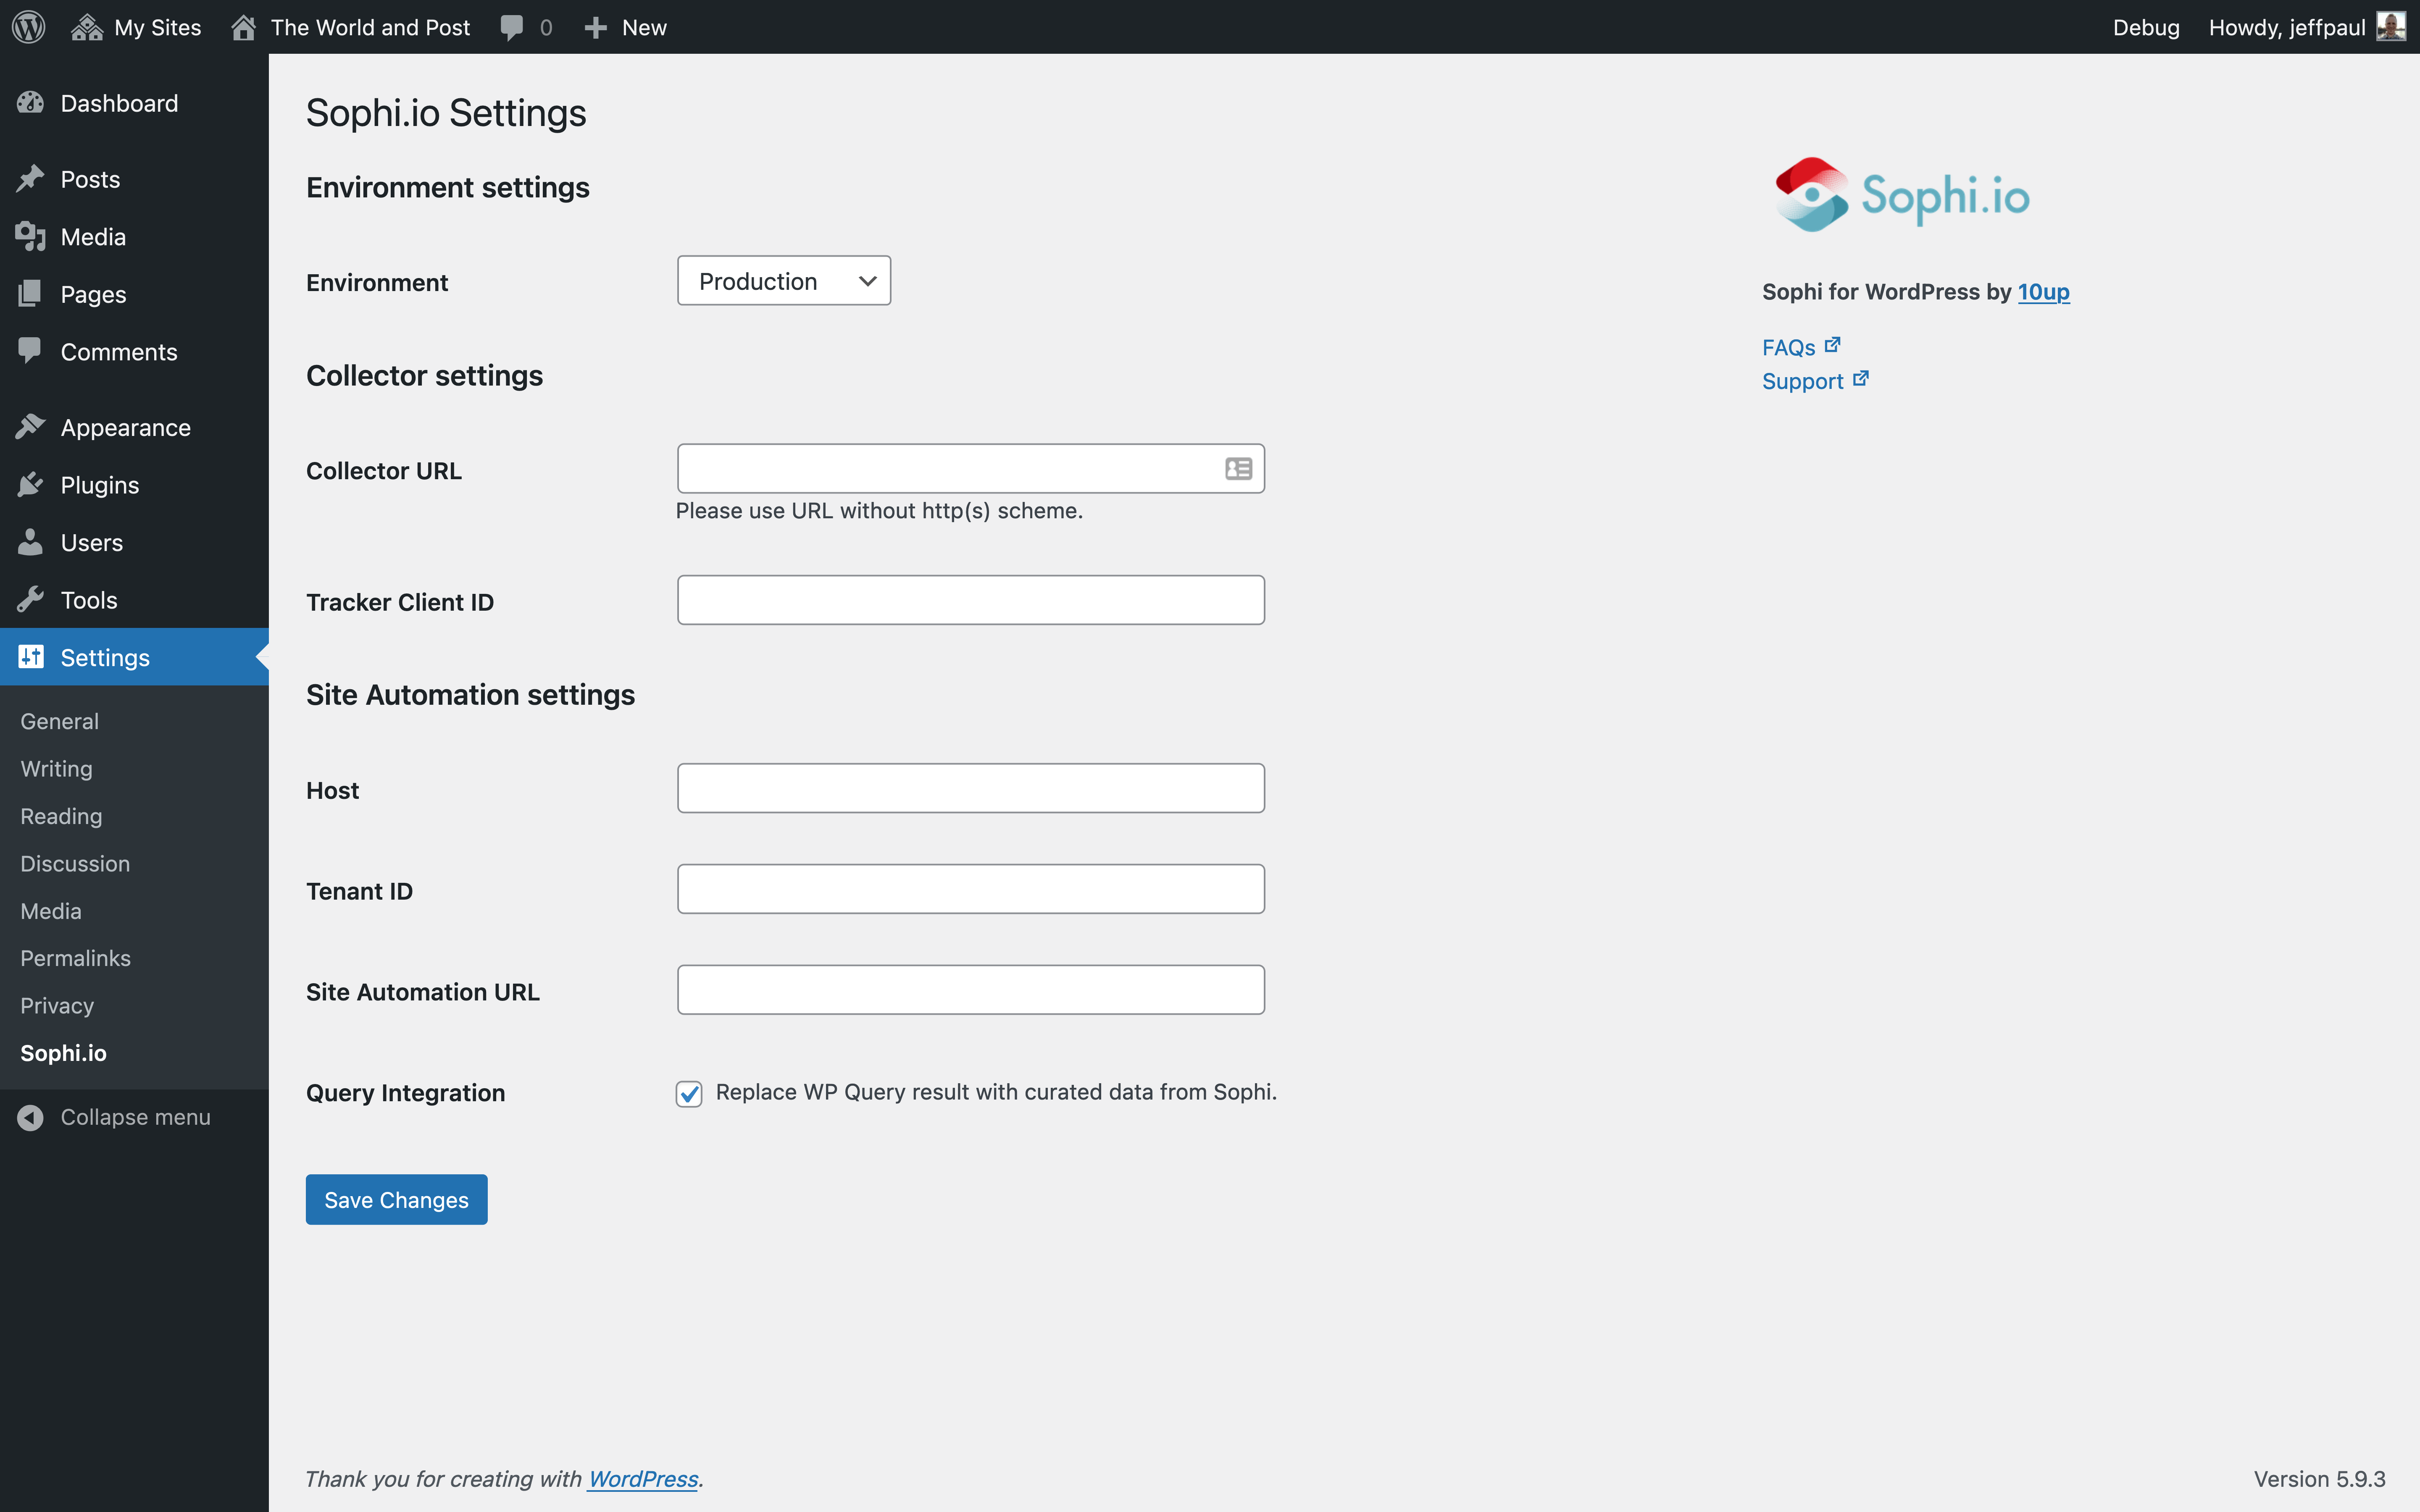 My Sites The World and Post 0 New Debug Howdy, jeffpaul
Dashboard
Posts
Media
Pages
Comments
Appearance
Plugins
Users
Tools
Settings
General
Writing
Reading
Discussion
Media
Permalinks
Privacy
Sophi.io
Collapse menu
Sophi.io Settings
Environment settings
Environment Production
Collector settings
Collector URL
Please use URL without http(s) scheme.
Tracker Client ID
Site Automation settings
Host
Tenant ID
Site Automation URL
Query Integration Replace WP Query result with curated data from Sophi.
Save Changes
Sophi.io
Sophi for WordPress by 10up
FAQs
Support
Thank you for creating with WordPress. Version 5.9.3